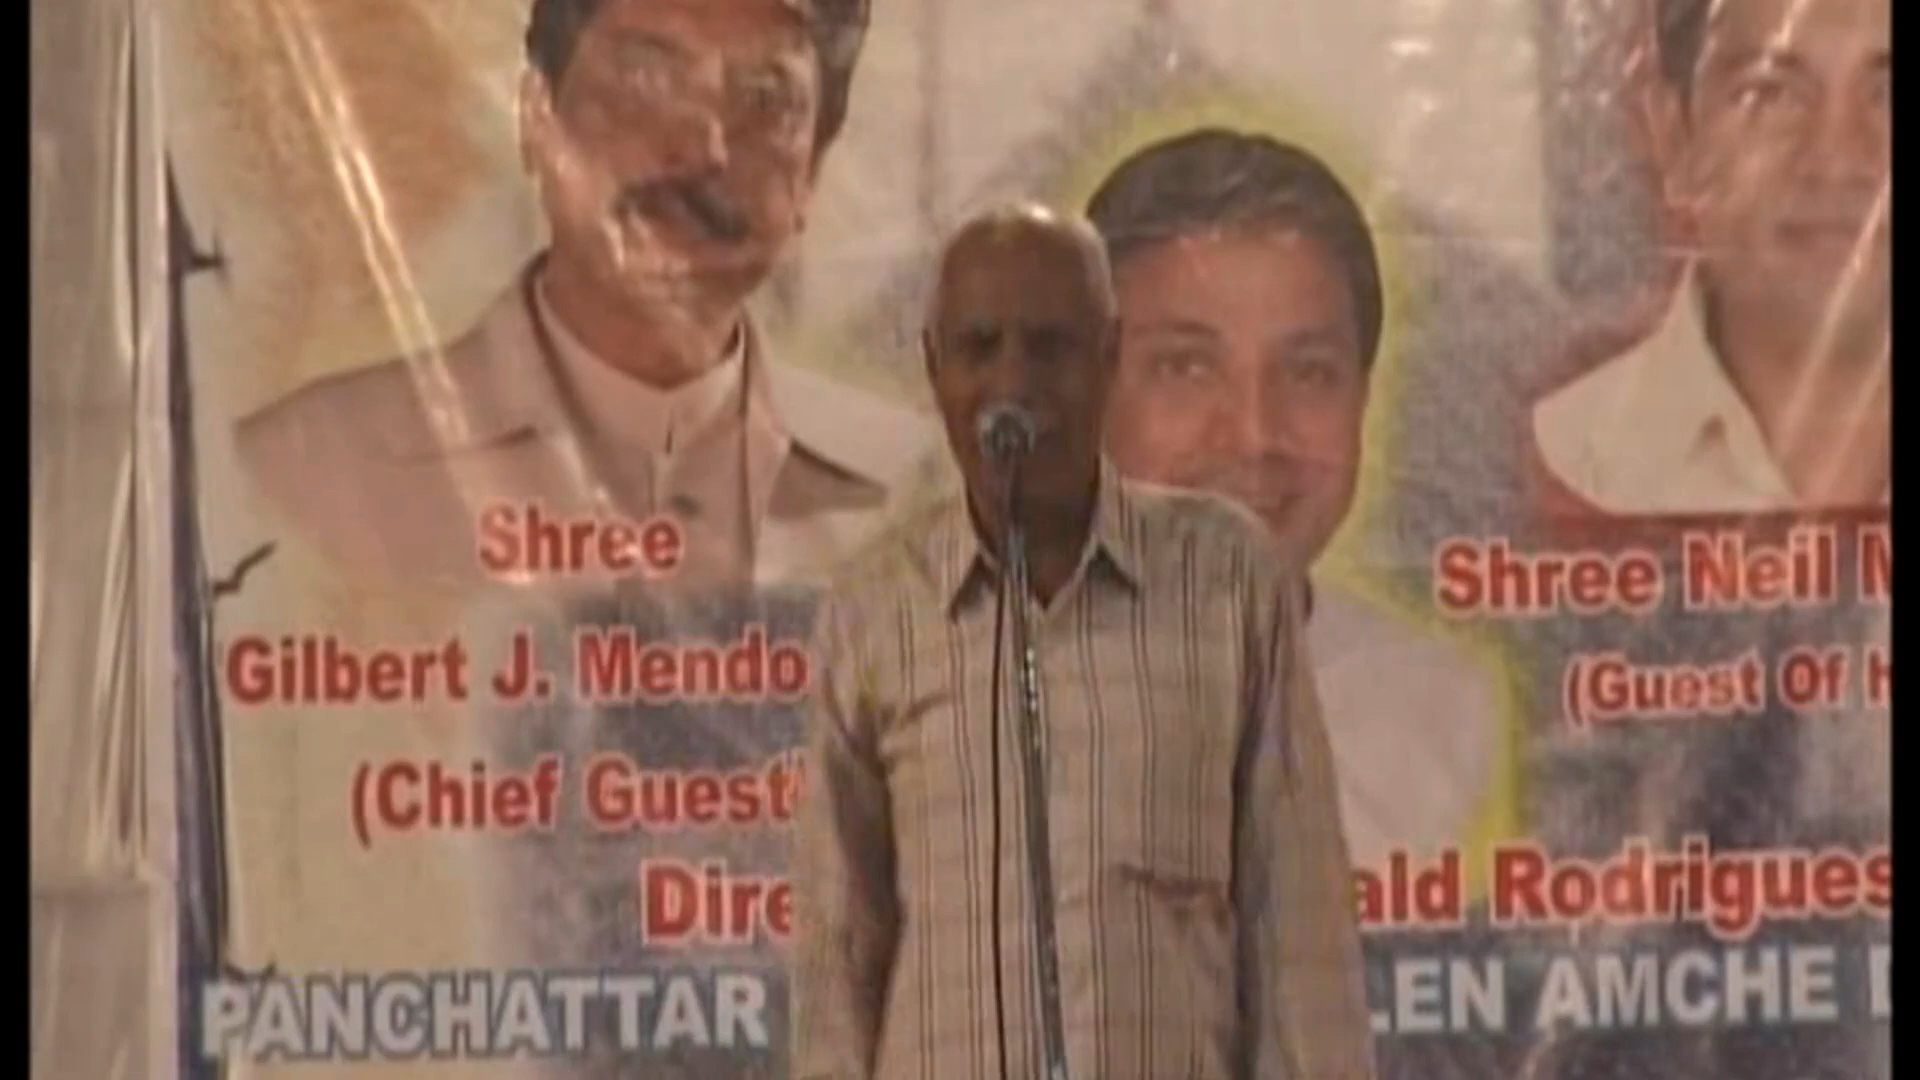 Shree
Gilbert J. Mendo
(Chief Guest
Shree Neil
(Guest Of
Dire
ald Rodrigues
PANCHATTAR
LEN AMCHE